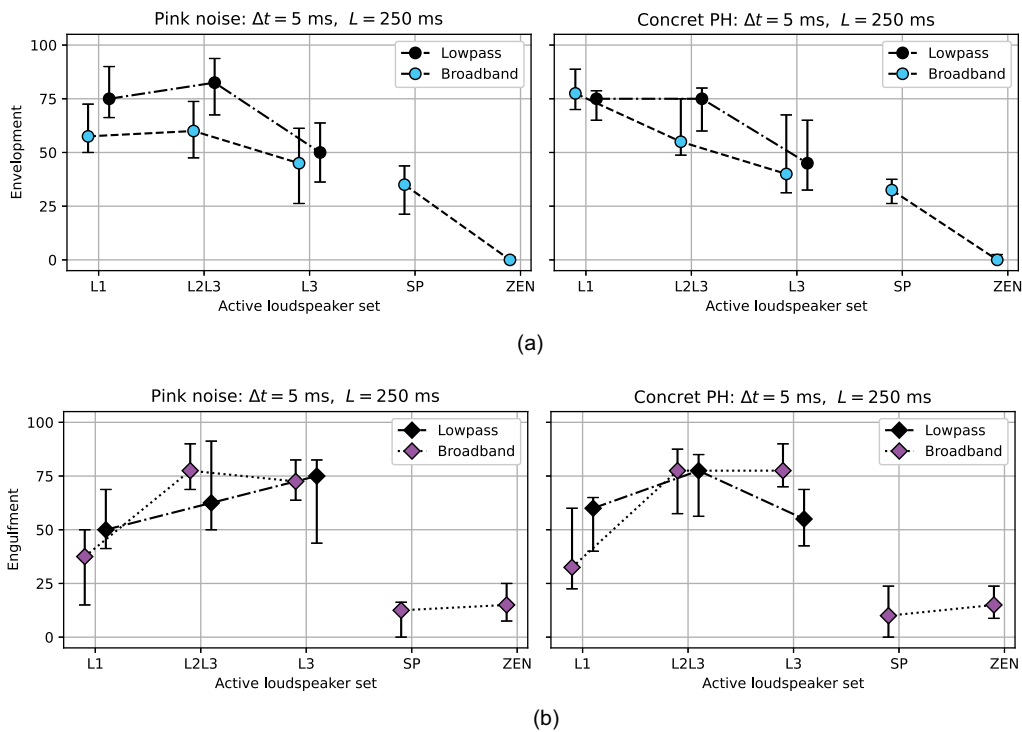 Pink noise: Δt = 5 ms, L = 250 ms
Concret PH: Δt = 5 ms, L = 250 ms
Envelopment
100
75
50
25
0
Lowpass
Broadband
Lowpass
Broadband
L1 L2L3 L3 SP ZEN
L1 L2L3 L3 SP ZEN
Active loudspeaker set
Active loudspeaker set
(a)
Pink noise: Δt = 5 ms, L = 250 ms
Concret PH: Δt = 5 ms, L = 250 ms
Engulfment
100
75
50
25
0
Lowpass
Broadband
Lowpass
Broadband
L1 L2L3 L3 SP ZEN
L1 L2L3 L3 SP ZEN
Active loudspeaker set
Active loudspeaker set
(b)